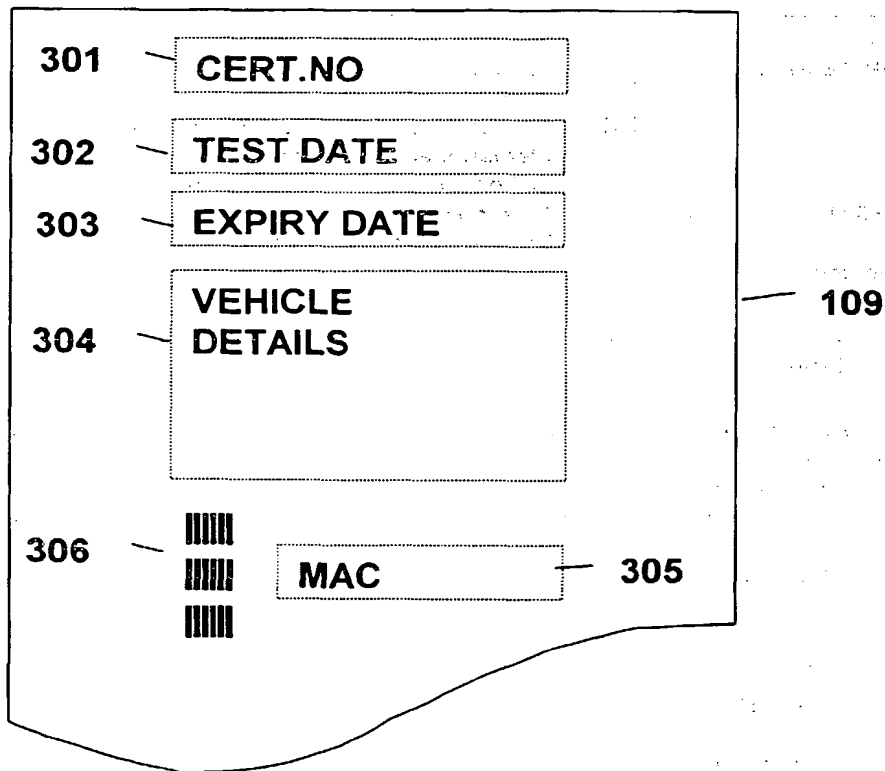 301 CERT.NO
302 TEST DATE
303 EXPIRY DATE
VEHICLE
304 DETAILS
109
306 MAC 305